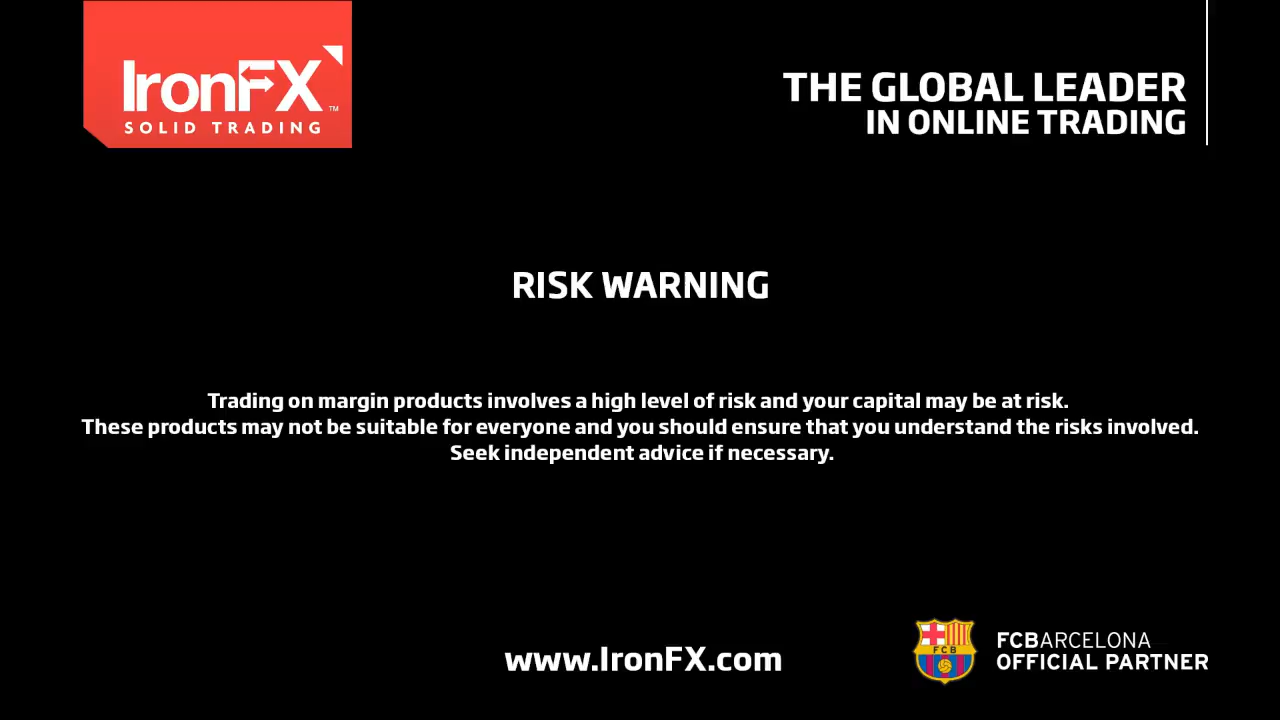 IronFX™
SOLID TRADING
THE GLOBAL LEADER
IN ONLINE TRADING
RISK WARNING
Trading on margin products involves a high level of risk and your capital may be at risk.
These products may not be suitable for everyone and you should ensure that you understand the risks involved.
Seek independent advice if necessary.
www.IronFX.com
FCB
FCBARCELONA
OFFICIAL PARTNER